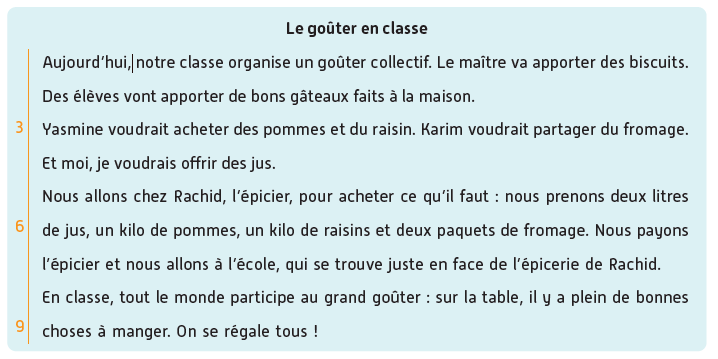 Le goûter en classe
Aujourd'hui, notre classe organise un goûter collectif. Le maître va apporter des biscuits.
Des élèves vont apporter de bons gâteaux faits à la maison.
3 Yasmine voudrait acheter des pommes et du raisin. Karim voudrait partager du fromage.
Et moi, je voudrais offrir des jus.
Nous allons chez Rachid, l'épicier, pour acheter ce qu'il faut : nous prenons deux litres
6 de jus, un kilo de pommes, un kilo de raisins et deux paquets de fromage. Nous payons
l'épicier et nous allons à l'école, qui se trouve juste en face de l'épicerie de Rachid.
En classe, tout le monde participe au grand goûter : sur la table, il y a plein de bonnes
9 choses à manger. On se régale tous !